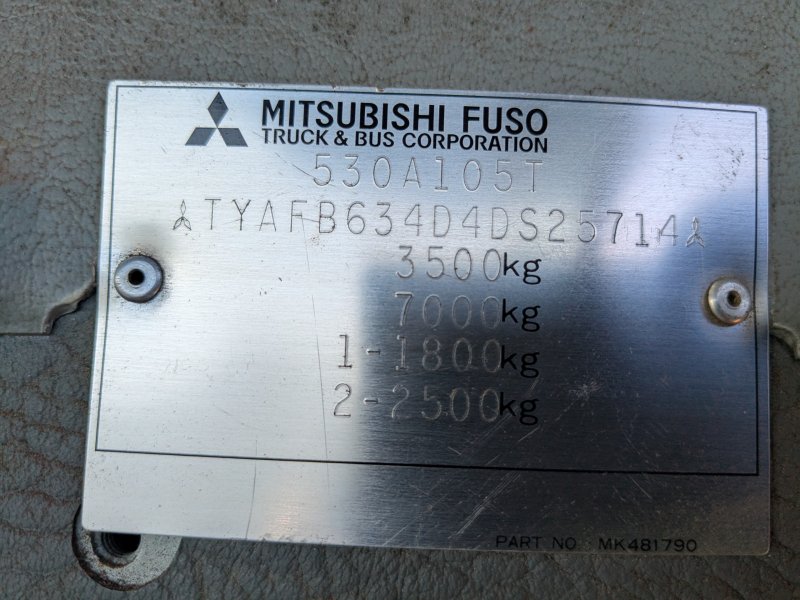 MITSUBISHI FUSO
TRUCK & BUS CORPORATION
530A105T
TYAFB634D4DS25714
3500kg
7000kg
1-1800kg
2-2500kg
PART NO. MK481790